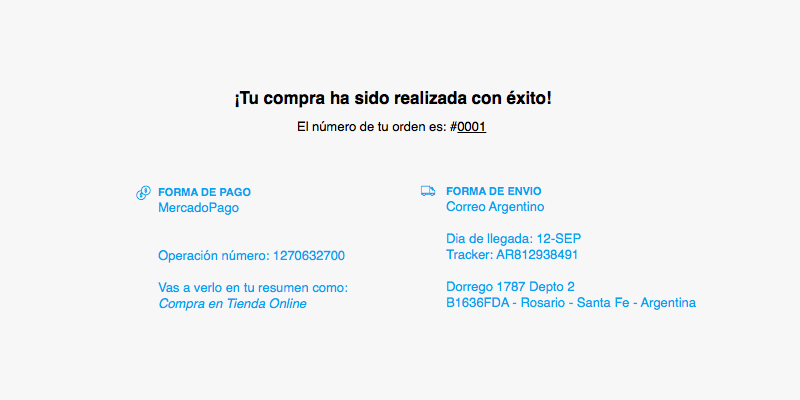 ¡Tu compra ha sido realizada con éxito!
El número de tu orden es: #0001
FORMA DE PAGO
MercadoPago
Operación número: 1270632700
Vas a verlo en tu resumen como:
Compra en Tienda Online
FORMA DE ENVIO
Correo Argentino
Dia de llegada: 12-SEP
Tracker: AR812938491
Dorrego 1787 Depto 2
B1636FDA - Rosario - Santa Fe - Argentina